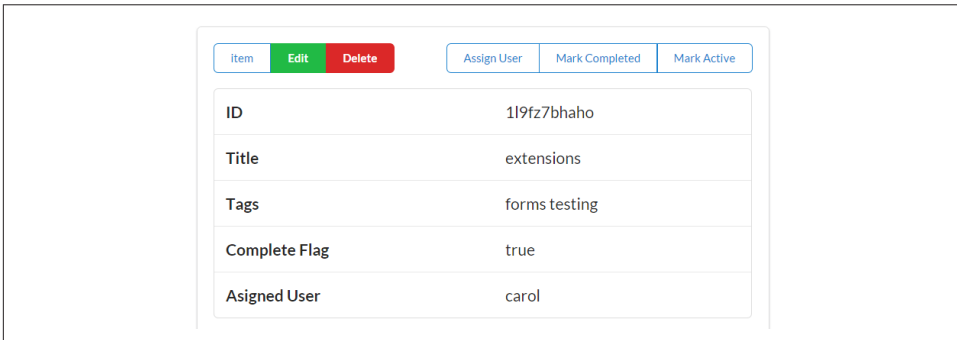 item Edit Delete Assign User Mark Completed Mark Active
ID 1l9fz7bhaho
Title extensions
Tags forms testing
Complete Flag true
Asigned User carol